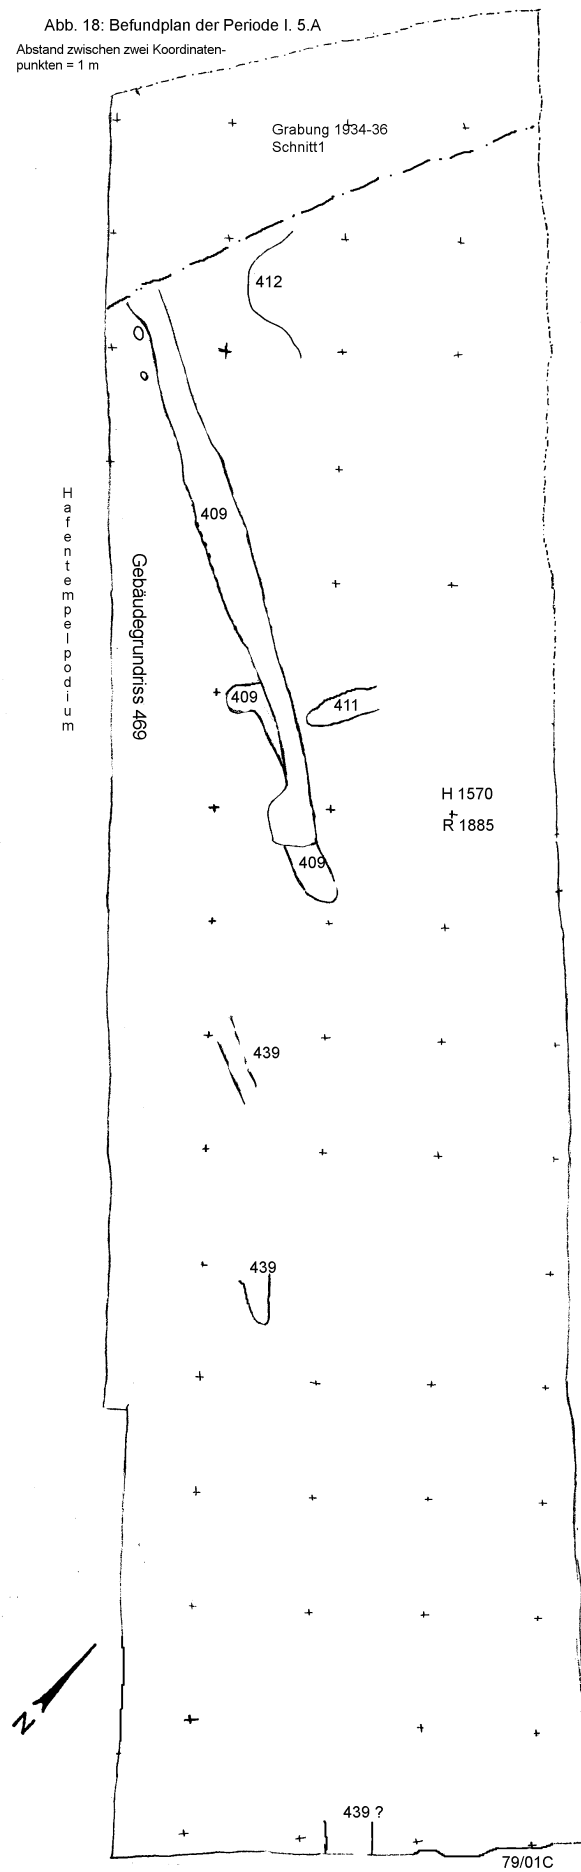 Abb. 18: Befundplan der Periode I. 5.A
Abstand zwischen zwei Koordinaten-
punkten = 1 m
Grabung 1934-36
Schnitt1
412
Hafentempelpodium
409
Gebäudegrundriss 469
409
411
H 1570
R 1885
409
439
439
N
439 ?
79/01C